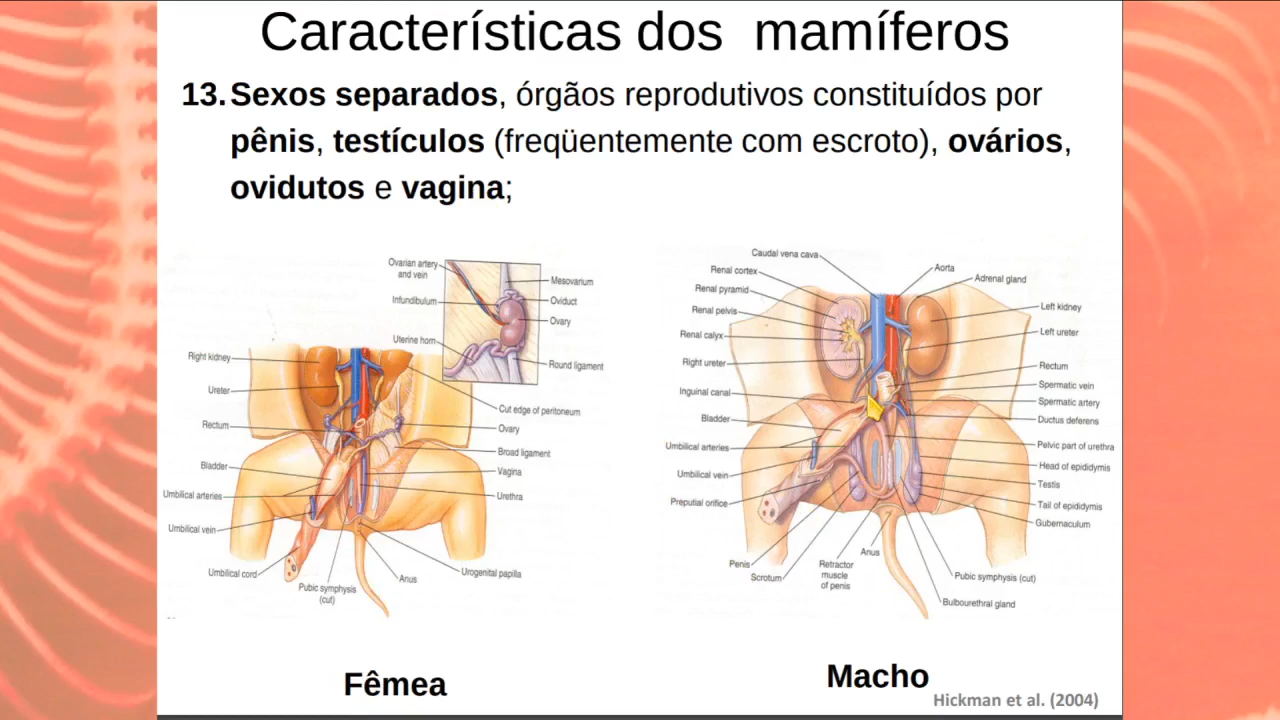 Características dos mamíferos
13. Sexos separados, órgãos reprodutivos constituídos por
pênis, testículos (freqüentemente com escroto), ovários,
ovidutos e vagina;
Ovarian artery
and vein
Infundibulum
Uterine horn
Mesovarium
Oviduct
Ovary
Round ligament
Right kidney
Ureter
Rectum
Bladder
Umbilical arteries
Umbilical vein
Umbilical cord
Pubic symphysis
(cut)
Cut edge of peritoneum
Ovary
Broad ligament
Vagina
Urethra
Urogenital papilla
Anus
Caudal vena cava
Renal cortex
Renal pyramid
Renal pelvis
Renal calyx
Right ureter
Inguinal canal
Bladder
Umbilical arteries
Umbilical vein
Preputial orifice
Penis
Scrotum
Retractor
muscle
of penis
Anus
Aorta
Adrenal gland
Left kidney
Left ureter
Rectum
Spermatic vein
Spermatic artery
Ductus deferens
Pelvic part of urethra
Head of epididymis
Testis
Tail of epididymis
Gubernaculum
Pubic symphysis (cut)
Bulbourethral gland
Fêmea
Macho
Hickman et al. (2004)